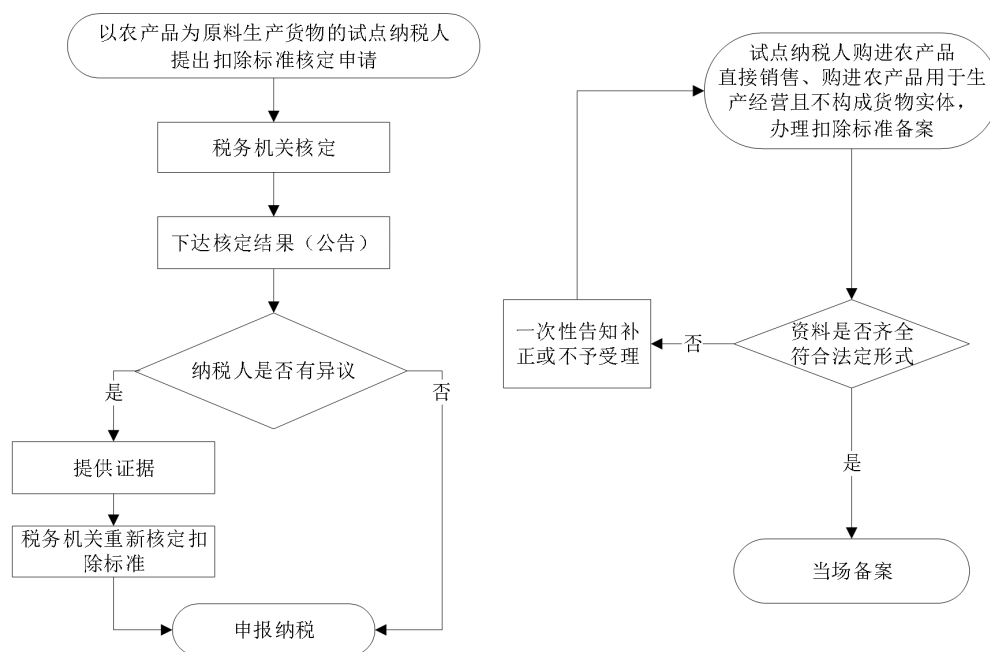 以农产品为原料生产货物的试点纳税人
提出扣除标准核定申请
税务机关核定
下达核定结果（公告）
纳税人是否有异议
是
否
提供证据
税务机关重新核定扣
除标准
申报纳税
试点纳税人购进农产品
直接销售、购进农产品用于生
产经营且不构成货物实体，
办理扣除标准备案
资料是否齐全
符合法定形式
否
一次性告知补
正或不予受理
是
当场备案